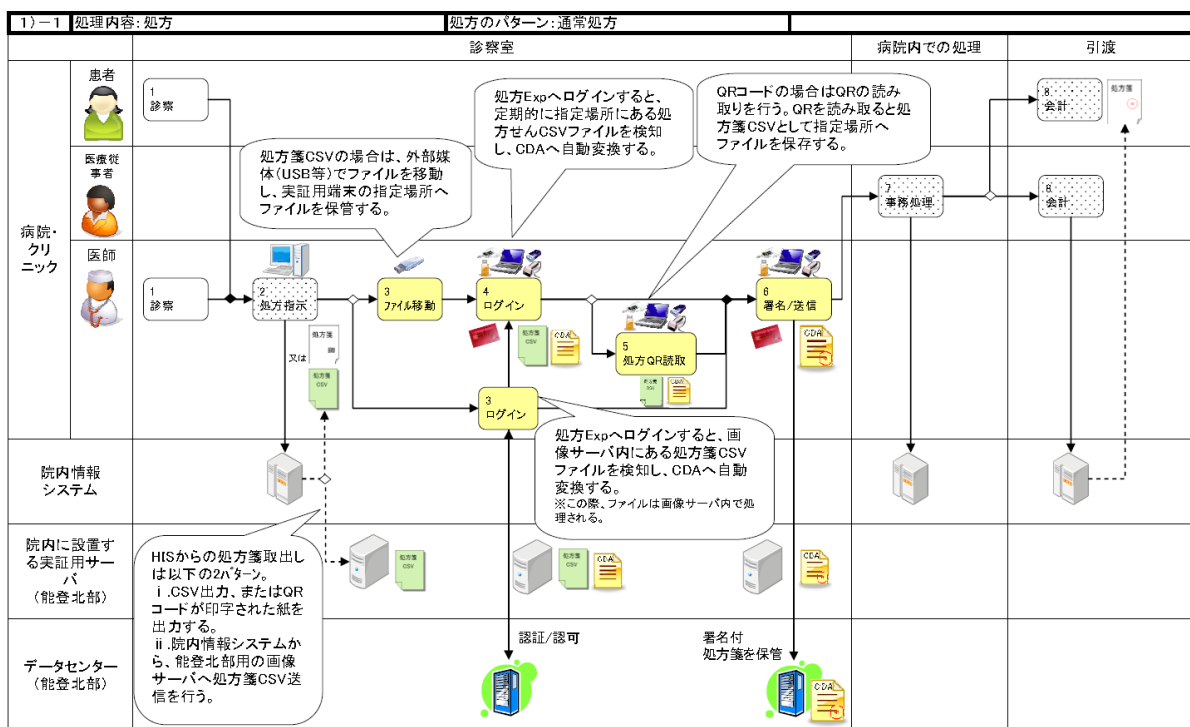 1)－1 処理内容：処方 処方のパターン：通常処方
診察室 病院内での処理 引渡
病院・
クリ
ニック
患者
1
診察
処方箋CSVの場合は、外部媒
体(USB等)でファイルを移動
し、実証用端末の指定場所へ
ファイルを保管する。
処方Expへログインすると、
定期的に指定場所にある処
方せんCSVファイルを検知
し、CDAへ自動変換する。
QRコードの場合はQRの読み
取りを行う。QRを読み取ると処
方箋CSVとして指定場所へ
ファイルを保存する。
8
会計
処方箋
医療従
事者
7
事務処理
8
会計
医師
1
診察
2
処方指示
3
ファイル移動
4
ログイン
5
処方QR読取
6
署名/送信
又は
処方箋
処方箋
CSV
処方箋
CSV
CDA
処方箋
CSV
CDA
CDA
3
ログイン
処方Expへログインすると、画
像サーバ内にある処方箋CSV
ファイルを検知し、CDAへ自動
変換する。
※この際、ファイルは画像サーバ内で処
理される。
院内情報
システム
院内に設置す
る実証用サー
バ
(能登北部)
HISからの処方箋取出し
は以下の2パターン。
ⅰ.CSV出力、またはQR
コードが印字された紙を
出力する。
ⅱ.院内情報システムか
ら、能登北部用の画像
サーバへ処方箋CSV送
信を行う。
処方箋
CSV
処方箋
CSV
CDA
CDA
データセンター
(能登北部)
認証/認可
署名付
処方箋を保管
CDA